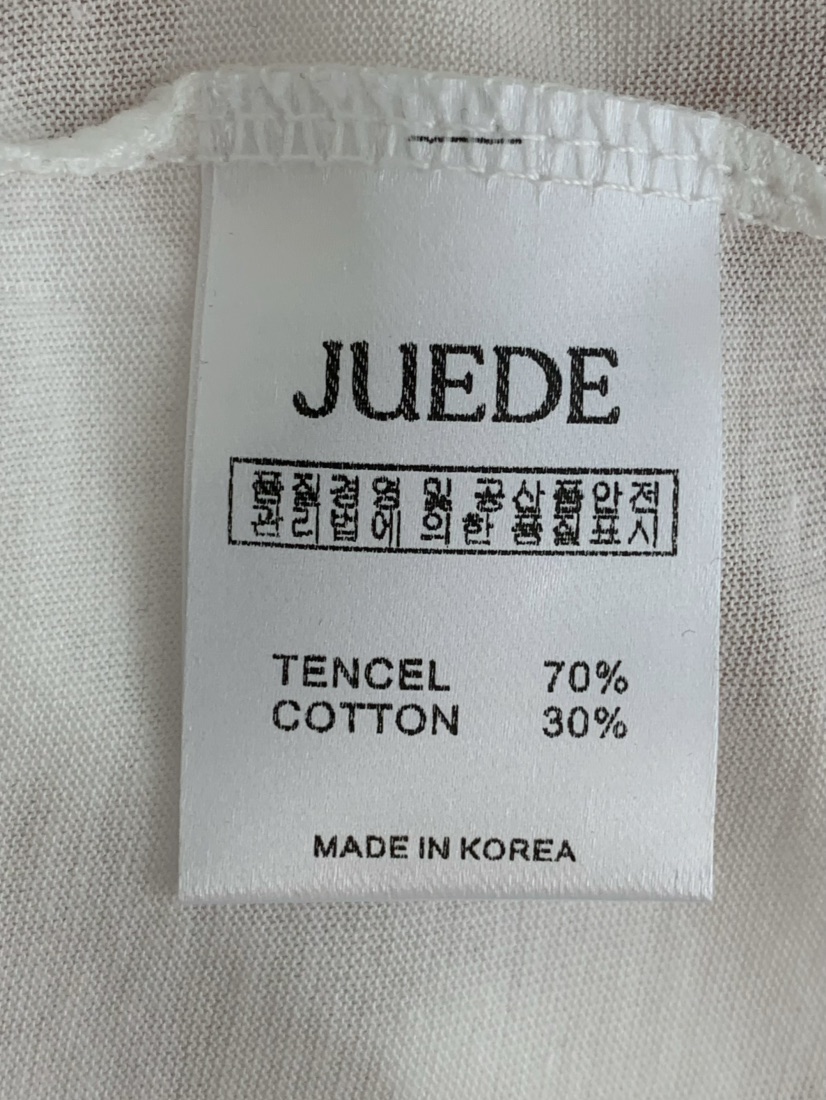 JUEDE
품질경영 및 공산품안전
관리법에 의한 품질표시
TENCEL 70%
COTTON 30%
MADE IN KOREA